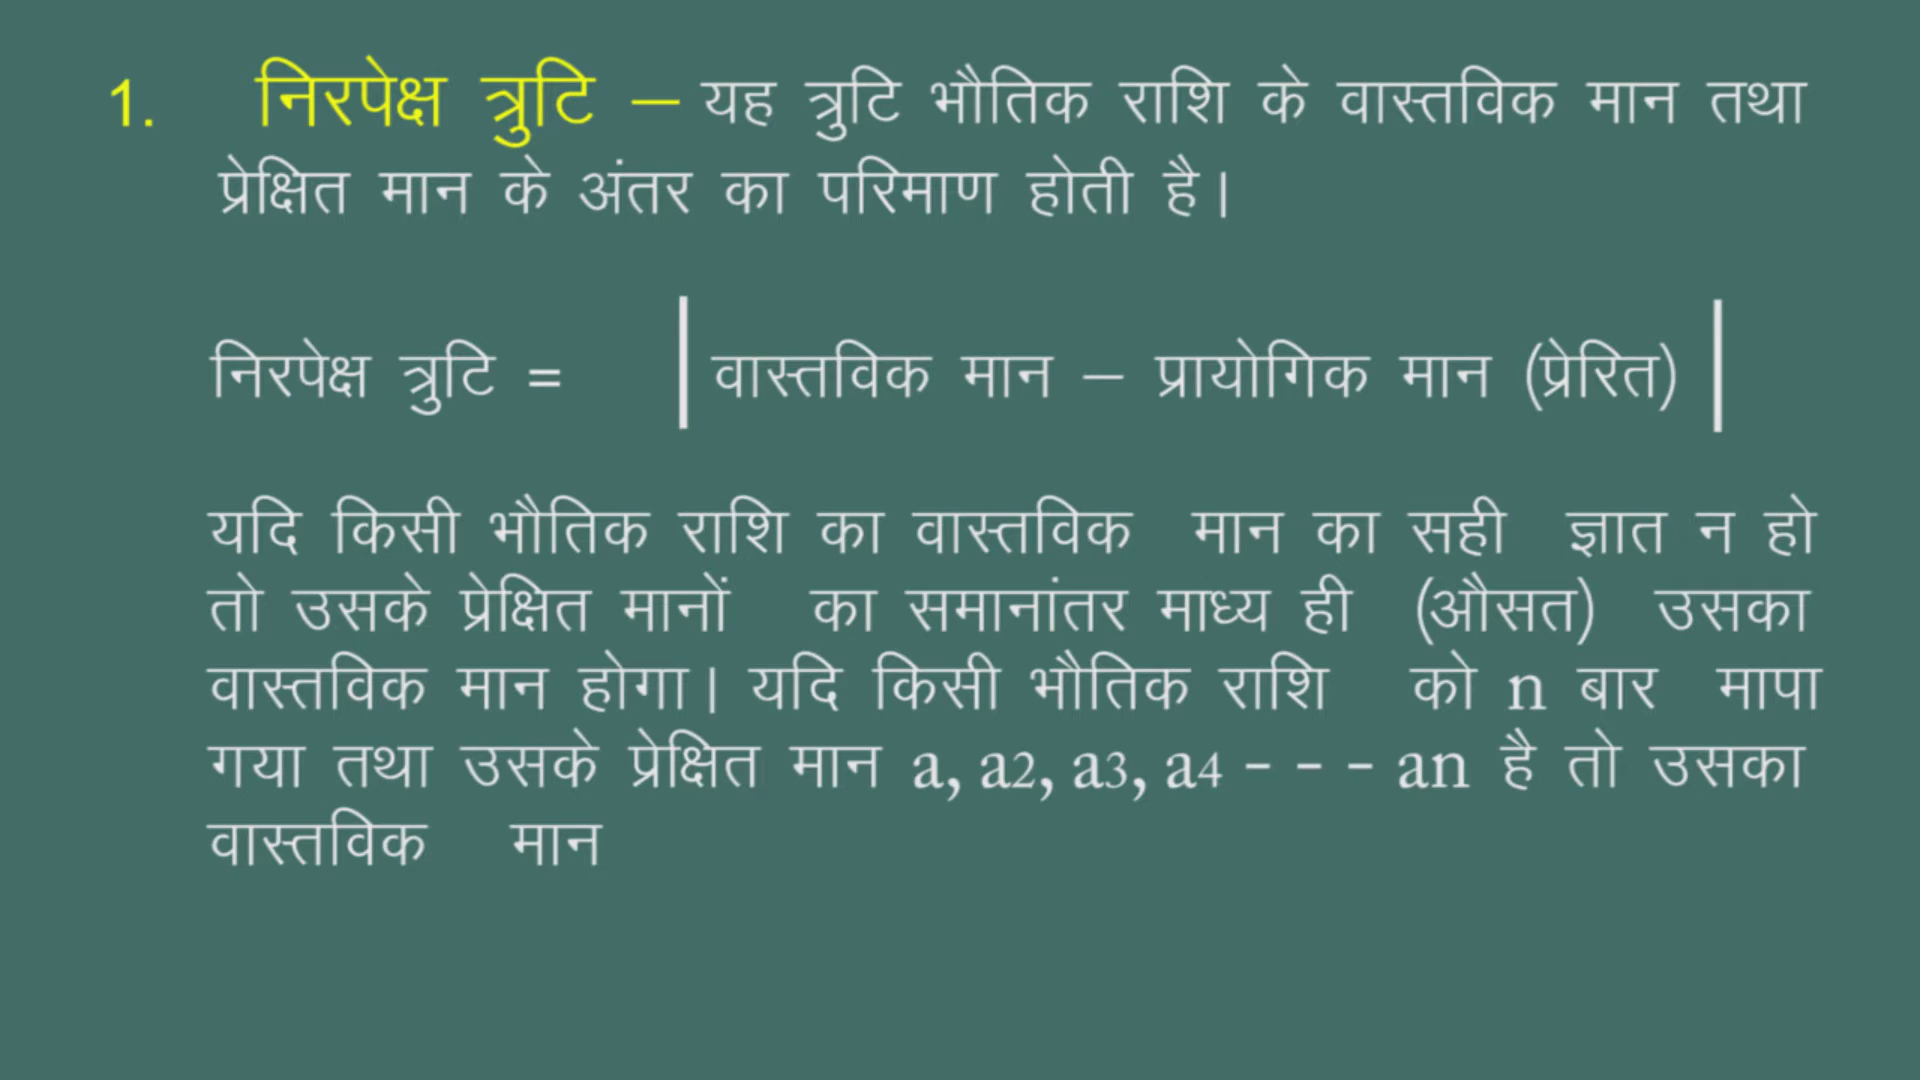 1. निरपेक्ष त्रुटि – यह त्रुटि भौतिक राशि के वास्तविक मान तथा
प्रेक्षित मान के अंतर का परिमाण होती है।
निरपेक्ष त्रुटि = | वास्तविक मान – प्रायोगिक मान (प्रेरित) |
यदि किसी भौतिक राशि का वास्तविक मान का सही ज्ञात न हो
तो उसके प्रेक्षित मानों का समानांतर माध्य ही (औसत) उसका
वास्तविक मान होगा। यदि किसी भौतिक राशि को n बार मापा
गया तथा उसके प्रेक्षित मान a, a2, a3, a4 - - - an है तो उसका
वास्तविक मान